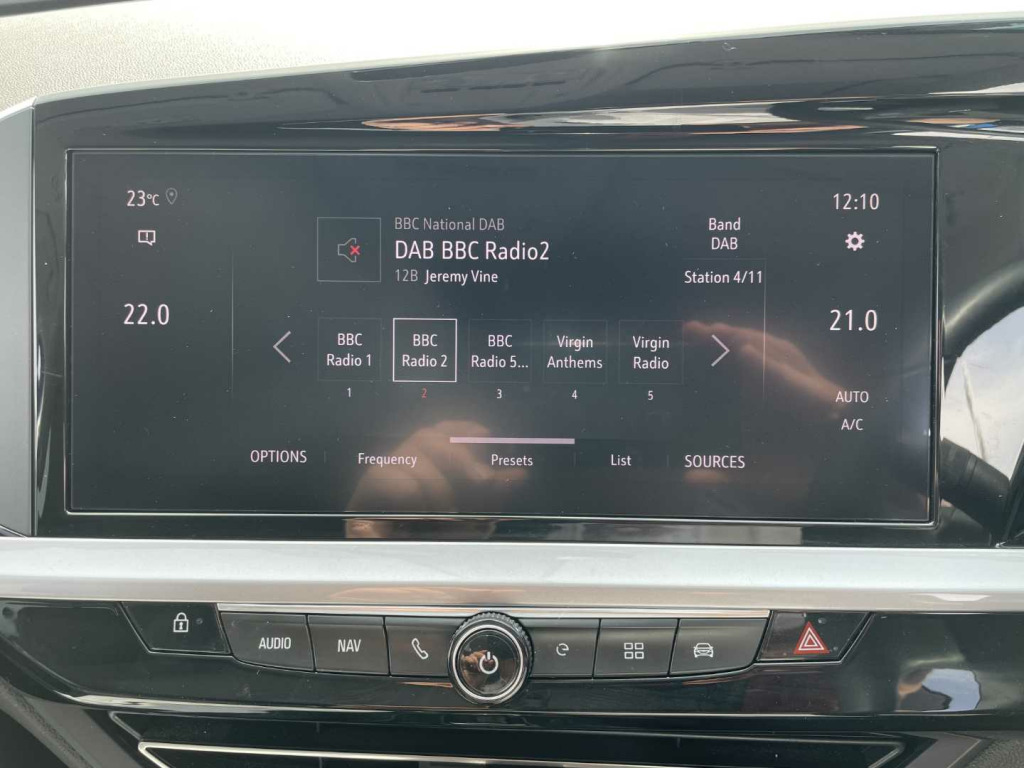 23°C
12:10
BBC National DAB
DAB BBC Radio2
12B Jeremy Vine
Band
DAB
Station 4/11
22.0
21.0
BBC
Radio 1
BBC
Radio 2
BBC
Radio 5...
Virgin
Anthems
Virgin
Radio
1
2
3
4
5
AUTO
A/C
OPTIONS
Frequency
Presets
List
SOURCES
AUDIO
NAV